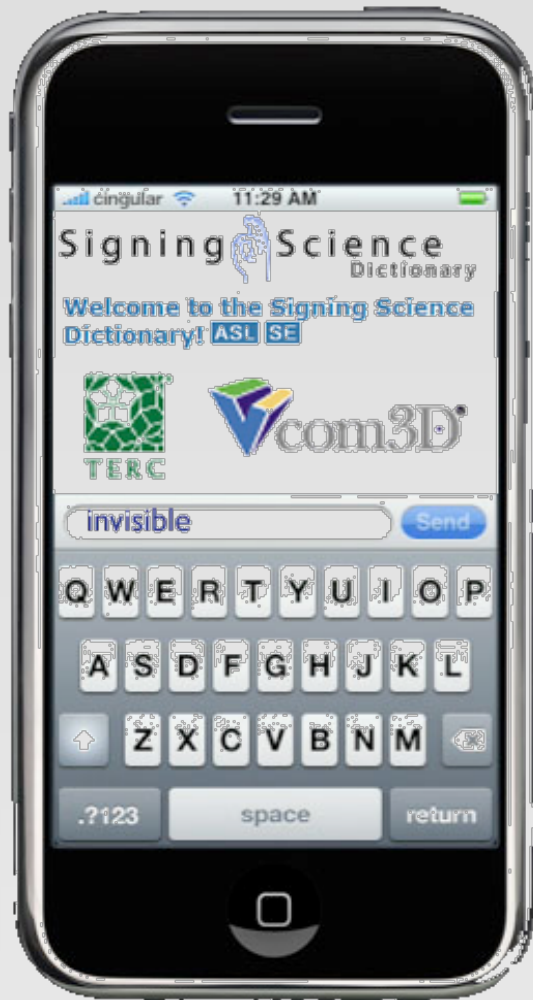 cingular 11:29 AM
Signing Science
Dictionary
Welcome to the Signing Science
Dictionary! ASL SE
TERC
Vcom3D
invisible Send
Q W E R T Y U I O P
A S D F G H J K L
Z X C V B N M
.?123 space return